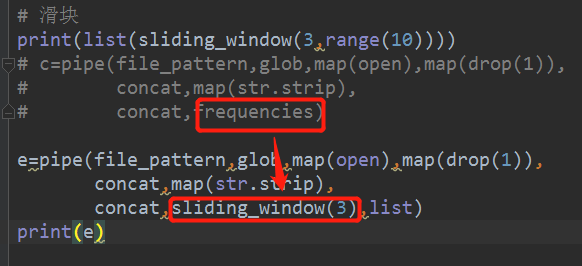 # 滑块
print(list(sliding_window(3,range(10))))
# c=pipe(file_pattern,glob,map(open),map(drop(1)),
#        concat,map(str.strip),
#        concat,frequencies)
e=pipe(file_pattern,glob,map(open),map(drop(1)),
       concat,map(str.strip),
       concat,sliding_window(3),list)
print(e)